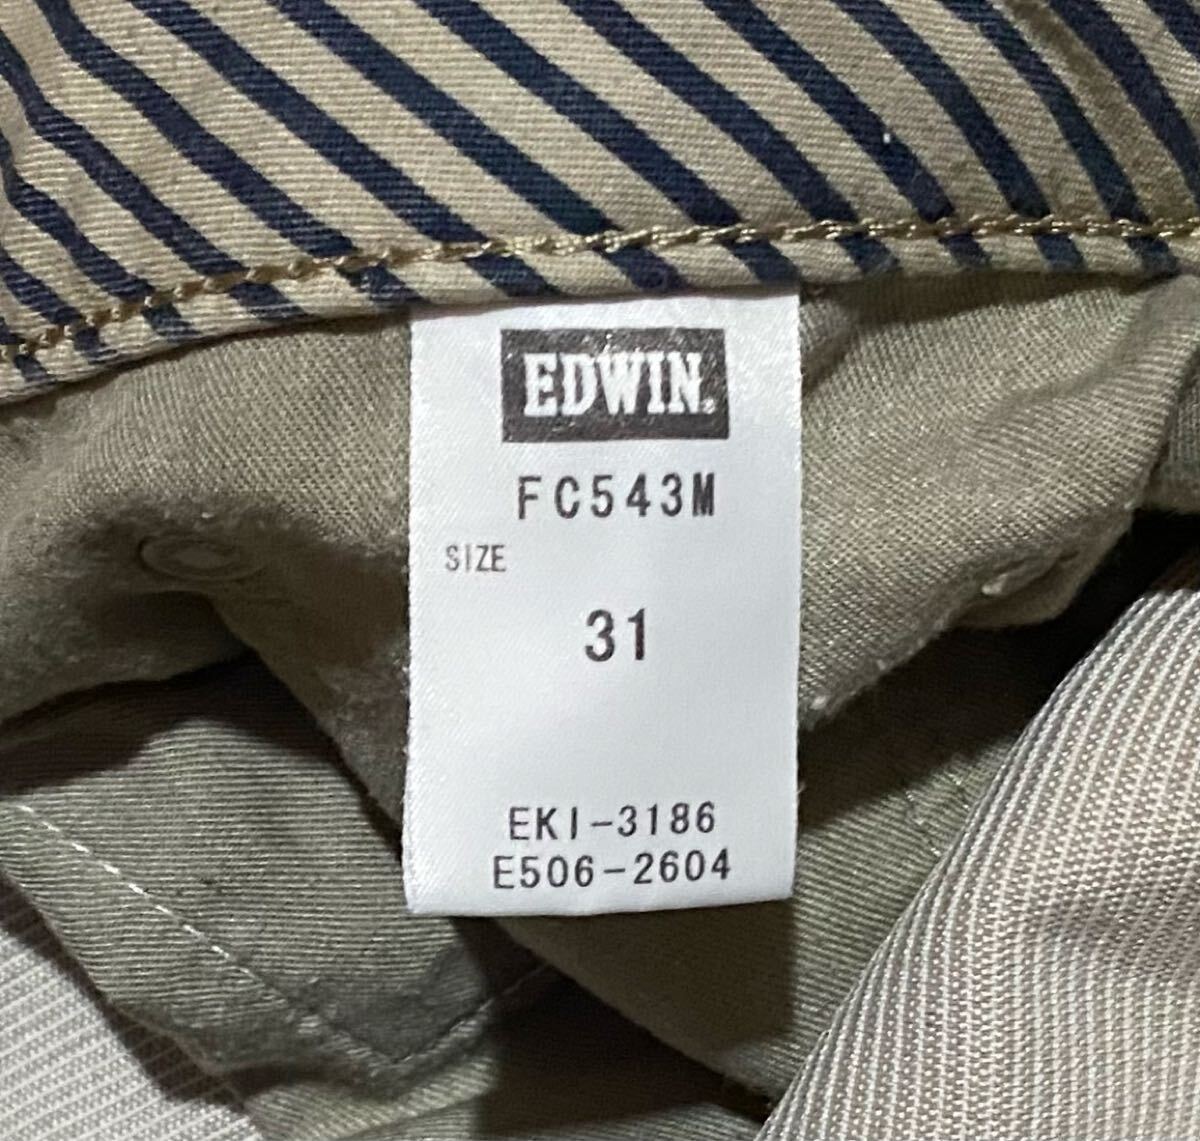 EDWIN.
FC543M
SIZE
31
EKI-3186
E506-2604